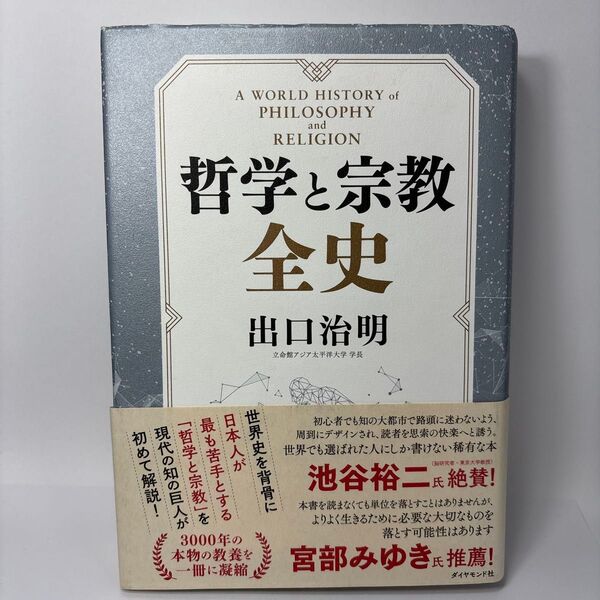 A WORLD HISTORY of
PHILOSOPHY
and
RELIGION
哲学と宗教
全史
出口治明
立命館アジア太平洋大学 学長
世界史を背骨に
日本人が
最も苦手とする
「哲学と宗教」を
現代の知の巨人が
初めて解説!
3000年の
本物の教養を
一冊に凝縮
初心者でも知の大都市で路頭に迷わないよう、
周到にデザインされ、読者を思索の快楽へと誘う。
世界でも選ばれた人にしか書けない稀有な本
(脳研究者・東京大学教授)
池谷裕二氏 絶賛!
本書を読まなくても単位を落とすことはありませんが、
よりよく生きるために必要な大切なものを
落とす可能性はあります
宮部みゆき氏 推薦!
ダイヤモンド社